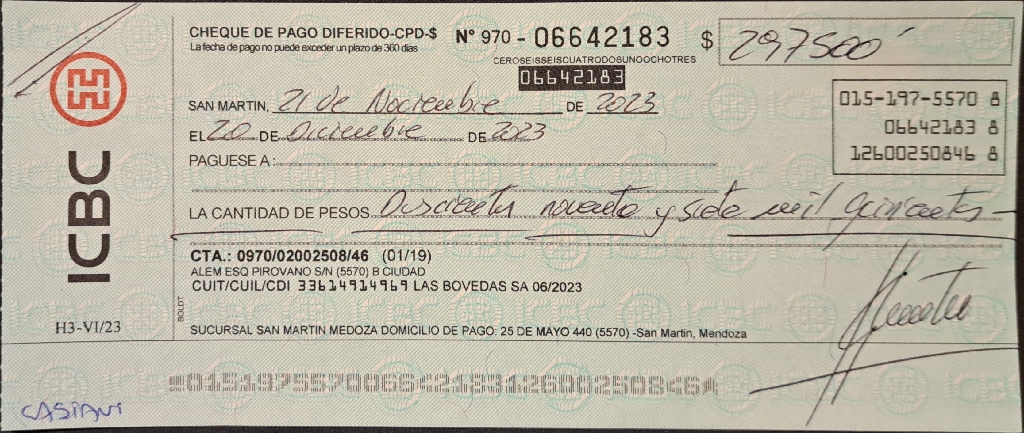 CHEQUE DE PAGO DIFERIDO-CPD-$ N° 970 - 06642183 $ 297500
La fecha de pago no puede exceder un plazo de 360 días
CEROSEISSEISCUATRODOSUNOOCHOTRES
06642183
SAN MARTIN, 21 de Noviembre DE 2023
015-197-5570 8
06642183 8
12600250846 8
EL 20 DE Diciembre DE 2023
PAGUESE A :
LA CANTIDAD DE PESOS Doscientos noventa y siete mil quinientos
ICBC
CTA.: 0970/02002508/46 (01/19)
ALEM ESQ PIROVANO S/N (5570) B CIUDAD
CUIT/CUIL/CDI 33614914969 LAS BOVEDAS SA 06/2023
BOLDT
H3-VI/23
SUCURSAL SAN MARTIN MEDOZA DOMICILIO DE PAGO: 25 DE MAYO 440 (5570) -San Martin, Mendoza
01519755700664218312600250846